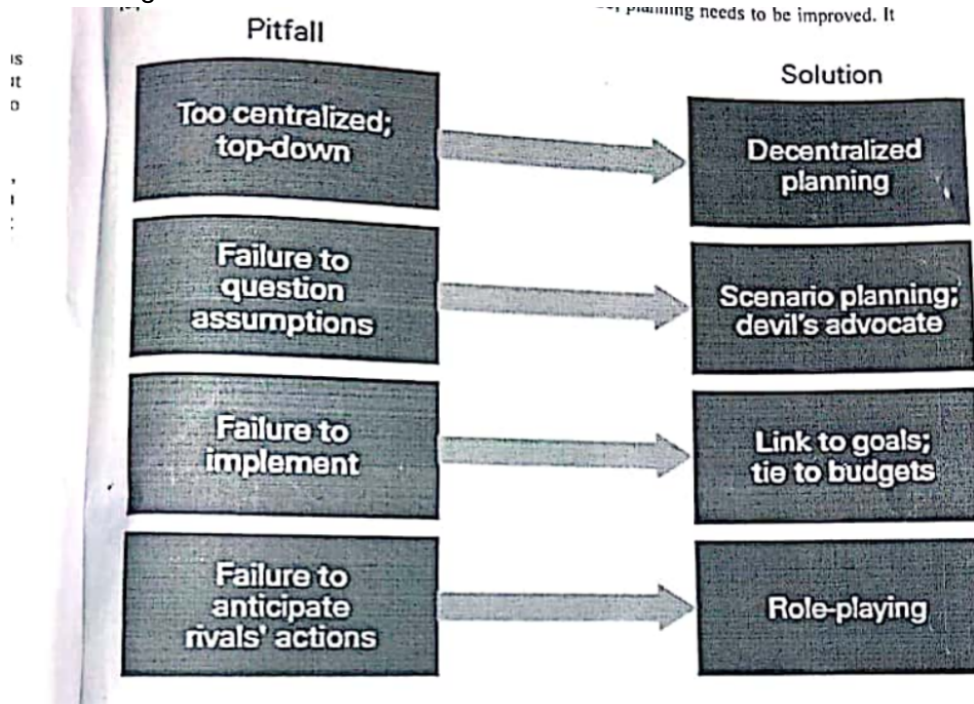 planning needs to be improved. It
Pitfall
Solution
Too centralized;
top-down
Decentralized
planning
Failure to
question
assumptions
Scenario planning;
devil's advocate
Failure to
implement
Link to goals;
tie to budgets
Failure to
anticipate
rivals' actions
Role-playing